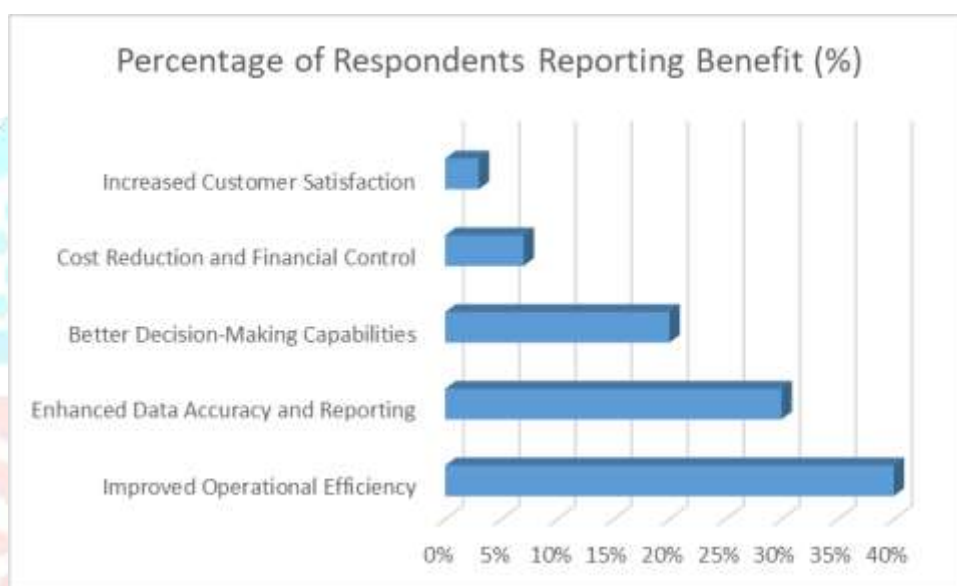 Percentage of Respondents Reporting Benefit (%)
Increased Customer Satisfaction
Cost Reduction and Financial Control
Better Decision-Making Capabilities
Enhanced Data Accuracy and Reporting
Improved Operational Efficiency
0% 5% 10% 15% 20% 25% 30% 35% 40%